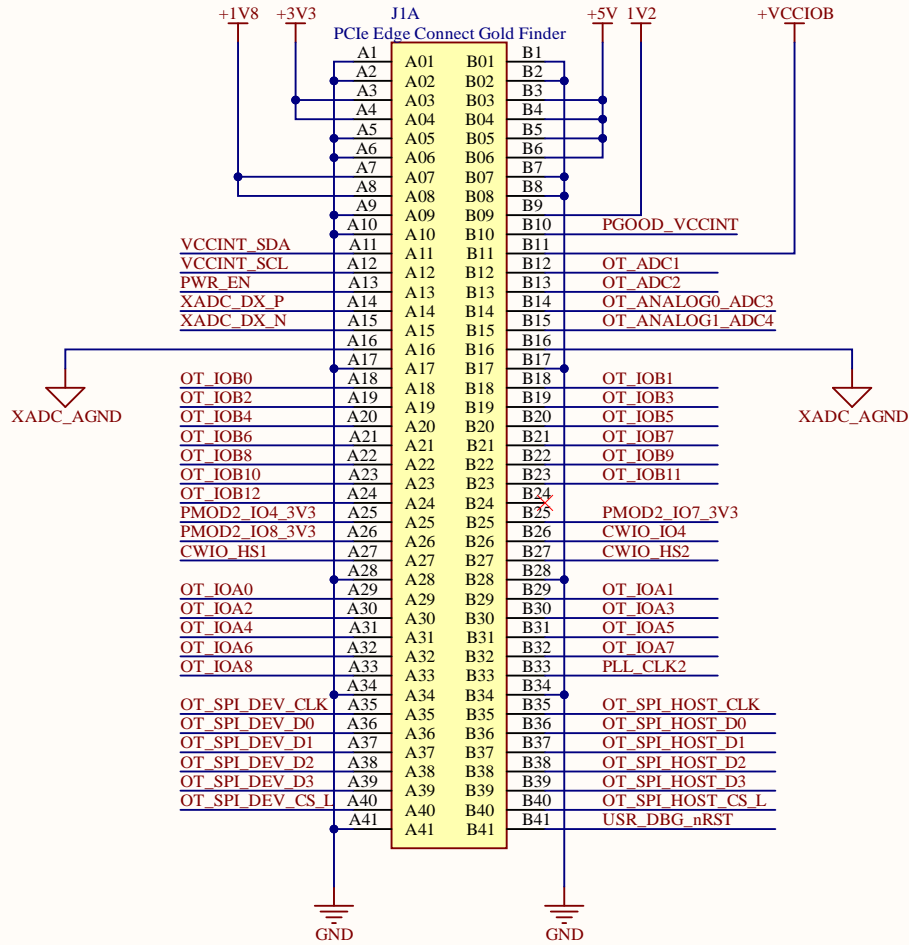 +1V8 +3V3 J1A +5V 1V2 +VCCIOB
PCIe Edge Connect Gold Finder
A1 A01 B01 B1
A2 A02 B02 B2
A3 A03 B03 B3
A4 A04 B04 B4
A5 A05 B05 B5
A6 A06 B06 B6
A7 A07 B07 B7
A8 A08 B08 B8
A9 A09 B09 B9
A10 A10 B10 B10 PGOOD_VCCINT
VCCINT_SDA A11 A11 B11 B11
VCCINT_SCL A12 A12 B12 B12 OT_ADC1
PWR_EN A13 A13 B13 B13 OT_ADC2
XADC_DX_P A14 A14 B14 B14 OT_ANALOG0_ADC3
XADC_DX_N A15 A15 B15 B15 OT_ANALOG1_ADC4
A16 A16 B16 B16
A17 A17 B17 B17
OT_IOB0 A18 A18 B18 B18 OT_IOB1
OT_IOB2 A19 A19 B19 B19 OT_IOB3
XADC_AGND OT_IOB4 A20 A20 B20 B20 OT_IOB5 XADC_AGND
OT_IOB6 A21 A21 B21 B21 OT_IOB7
OT_IOB8 A22 A22 B22 B22 OT_IOB9
OT_IOB10 A23 A23 B23 B23 OT_IOB11
OT_IOB12 A24 A24 B24 B24
PMOD2_IO4_3V3 A25 A25 B25 B25 PMOD2_IO7_3V3
PMOD2_IO8_3V3 A26 A26 B26 B26 CWIO_IO4
CWIO_HS1 A27 A27 B27 B27 CWIO_HS2
A28 A28 B28 B28
OT_IOA0 A29 A29 B29 B29 OT_IOA1
OT_IOA2 A30 A30 B30 B30 OT_IOA3
OT_IOA4 A31 A31 B31 B31 OT_IOA5
OT_IOA6 A32 A32 B32 B32 OT_IOA7
OT_IOA8 A33 A33 B33 B33 PLL_CLK2
A34 A34 B34 B34
OT_SPI_DEV_CLK A35 A35 B35 B35 OT_SPI_HOST_CLK
OT_SPI_DEV_D0 A36 A36 B36 B36 OT_SPI_HOST_D0
OT_SPI_DEV_D1 A37 A37 B37 B37 OT_SPI_HOST_D1
OT_SPI_DEV_D2 A38 A38 B38 B38 OT_SPI_HOST_D2
OT_SPI_DEV_D3 A39 A39 B39 B39 OT_SPI_HOST_D3
OT_SPI_DEV_CS_L A40 A40 B40 B40 OT_SPI_HOST_CS_L
A41 A41 B41 B41 USR_DBG_nRST
GND GND